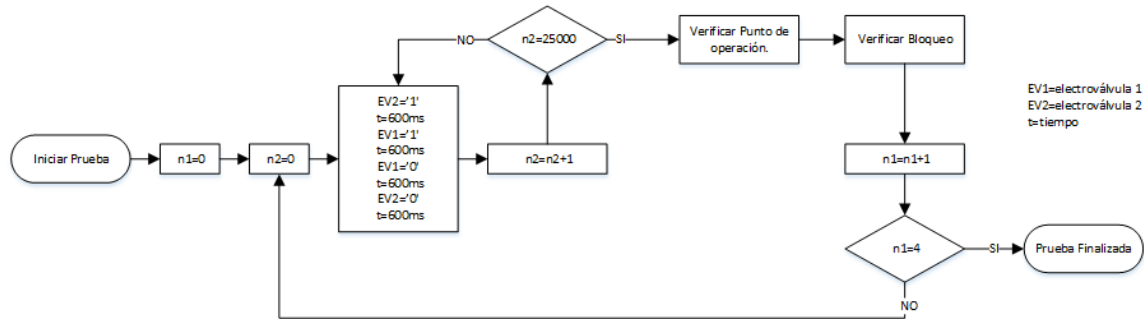 Iniciar Prueba
n1=0
n2=0
EV2='1'
t=600ms
EV1='1'
t=600ms
EV1='0'
t=600ms
EV2='0'
t=600ms
n2=n2+1
n2=25000
NO
SI
Verificar Punto de
operación.
Verificar Bloqueo
n1=n1+1
n1=4
SI
NO
Prueba Finalizada
EV1=electroválvula 1
EV2=electroválvula 2
t=tiempo